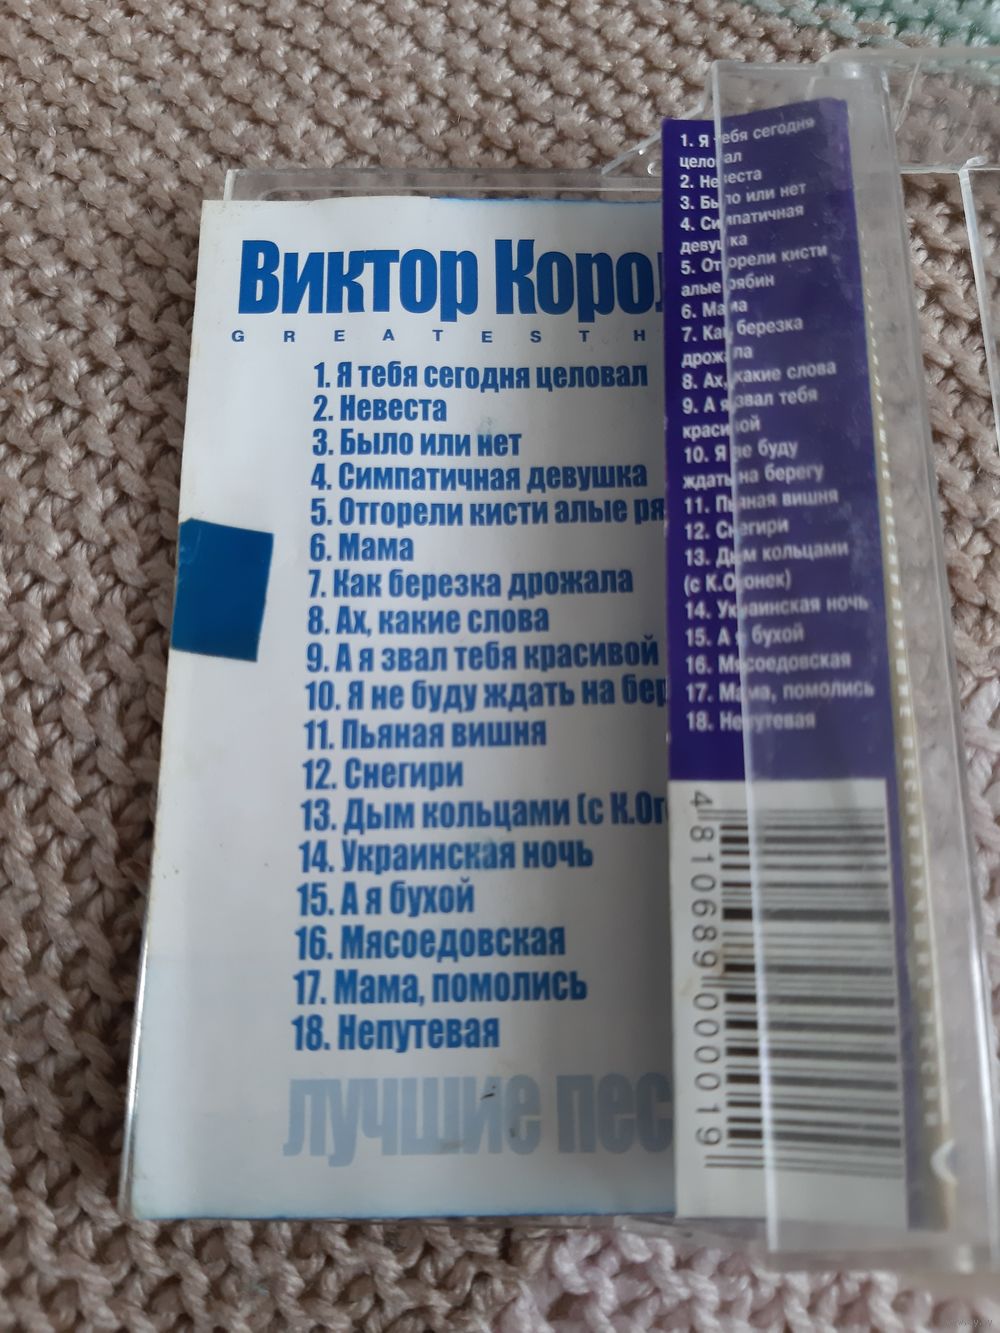 Виктор Корол
GREATEST H
1. Я тебя сегодня целовал
2. Невеста
3. Было или нет
4. Симпатичная девушка
5. Отгорели кисти алые ря
6. Мама
7. Как березка дрожала
8. Ах, какие слова
9. А я звал тебя красивой
10. Я не буду ждать на бер
11. Пьяная вишня
12. Снегири
13. Дым кольцами (с К.Ог
14. Украинская ночь
15. А я бухой
16. Мясоедовская
17. Мама, помолись
18. Непутевая
лучшие пес
1. Я тебя сегодня
целовал
2. Невеста
3. Было или нет
4. Симпатичная
девушка
5. Отгорели кисти
алые рябин
6. Мама
7. Как березка
дрожала
8. Ах, какие слова
9. А я звал тебя
красивой
10. Я не буду
ждать на берегу
11. Пьяная вишня
12. Снегири
13. Дым кольцами
(с К.Огонек)
14. Украинская ночь
15. А я бухой
16. Мясоедовская
17. Мама, помолись
18. Непутевая
4 810689 000019